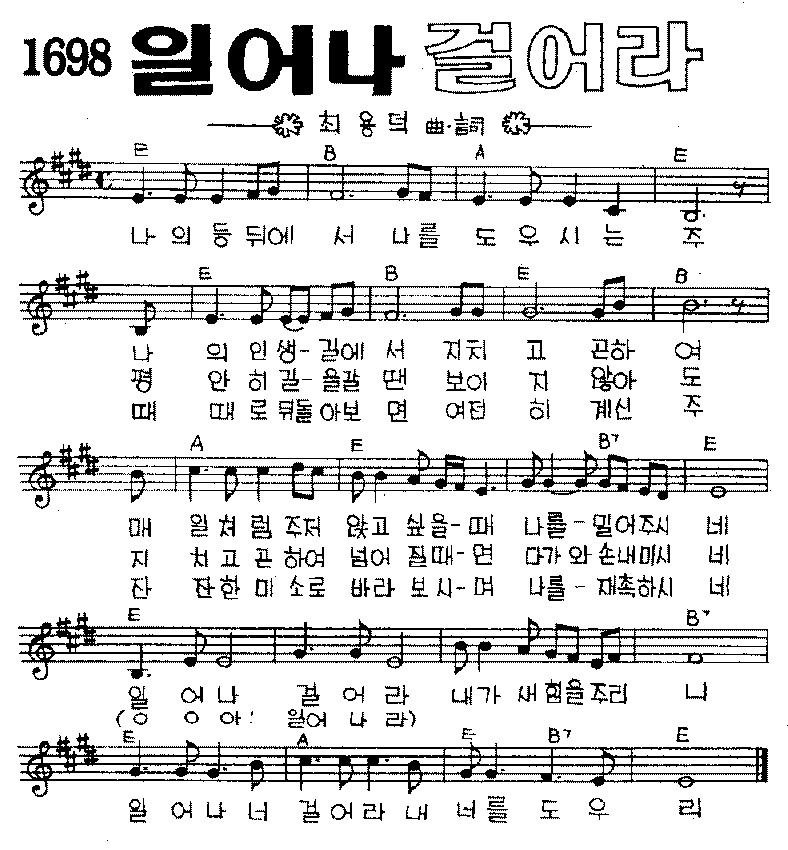 1698 일어나 걸어라
최 용 덕 曲·詞
E B A E
나 의 등 뒤에 서 나를 도 우 시 는 주
E B E B
나 의 인 생- 길에 서 지치 고 곤하 여
평 안 히 길- 을갈 땐 보이 지 않아 도
때 때 로 뒤돌아보 면 여전 히 계신 주
A E B7 E
매 일 처 럼 주저 앉고 싶을- 때 나를- 밀어주시 네
지 치 고 곤 하여 넘어 질때- 면 다가 와 손내미시 네
잔 잔한 미 소로 바라 보시- 며 나를- 재촉하시 네
E B7
일 어 나 걸 어 라 내가 새힘을주리 니
(ㅇ ㅇ 아! 일어 나 라)
E A E B7 E
일 어 나 너 걸 어 라 내 너 를 도 우 리